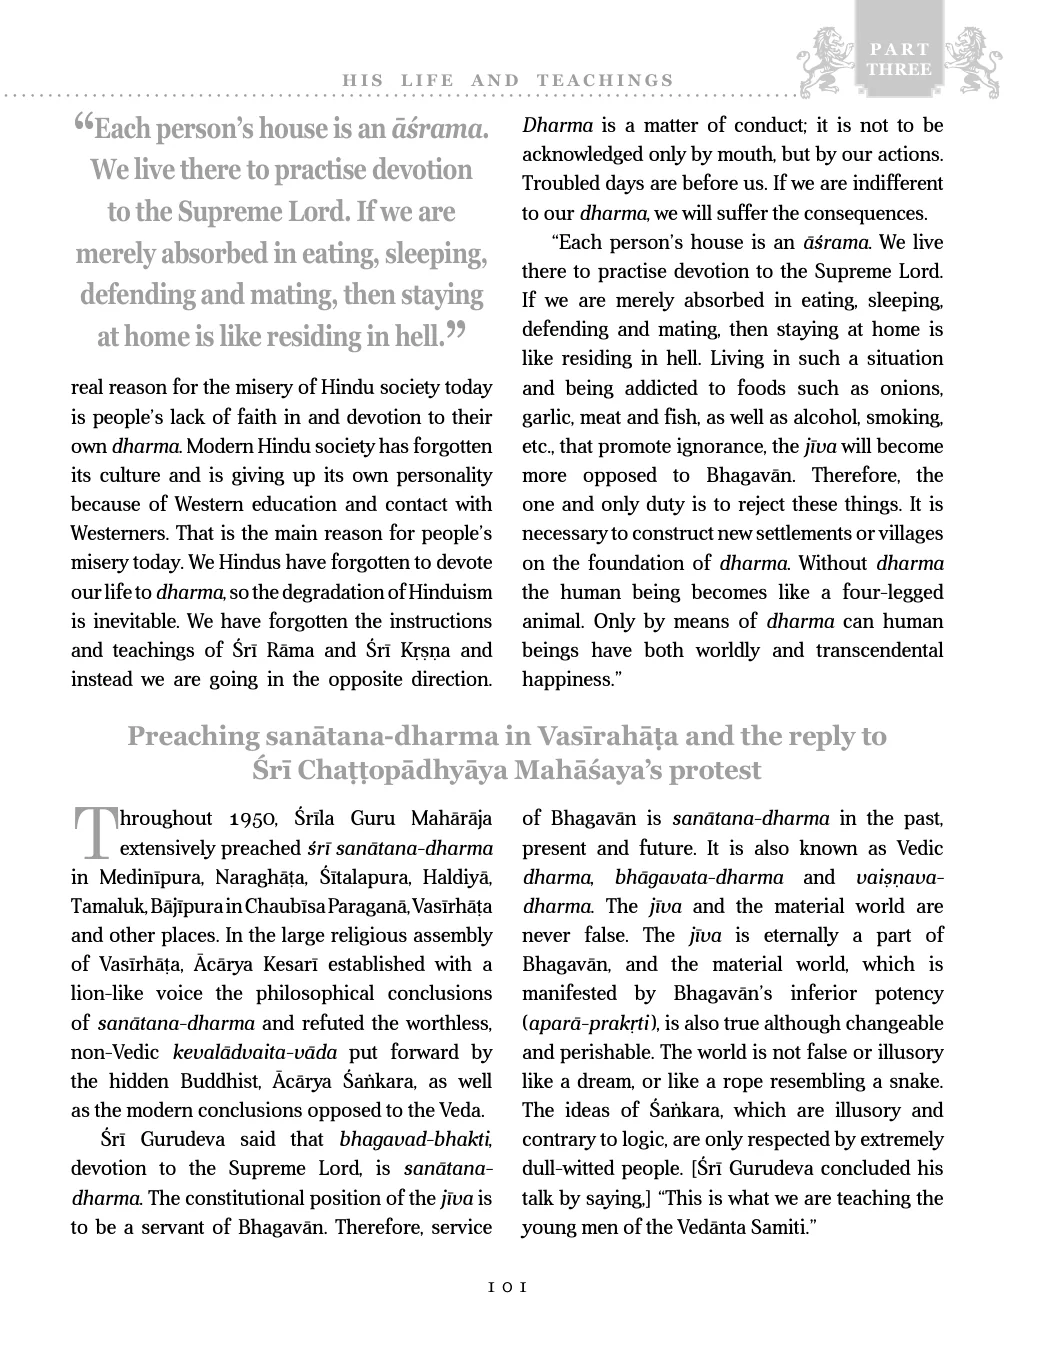 PART
THREE
HIS LIFE AND TEACHINGS
“Each person’s house is an āśrama.
We live there to practise devotion
to the Supreme Lord. If we are
merely absorbed in eating, sleeping,
defending and mating, then staying
at home is like residing in hell.”
real reason for the misery of Hindu society today
is people’s lack of faith in and devotion to their
own dharma. Modern Hindu society has forgotten
its culture and is giving up its own personality
because of Western education and contact with
Westerners. That is the main reason for people’s
misery today. We Hindus have forgotten to devote
our life to dharma, so the degradation of Hinduism
is inevitable. We have forgotten the instructions
and teachings of Śrī Rāma and Śrī Kṛṣṇa and
instead we are going in the opposite direction.
Dharma is a matter of conduct; it is not to be
acknowledged only by mouth, but by our actions.
Troubled days are before us. If we are indifferent
to our dharma, we will suffer the consequences.
“Each person’s house is an āśrama. We live
there to practise devotion to the Supreme Lord.
If we are merely absorbed in eating, sleeping,
defending and mating, then staying at home is
like residing in hell. Living in such a situation
and being addicted to foods such as onions,
garlic, meat and fish, as well as alcohol, smoking,
etc., that promote ignorance, the jīva will become
more opposed to Bhagavān. Therefore, the
one and only duty is to reject these things. It is
necessary to construct new settlements or villages
on the foundation of dharma. Without dharma
the human being becomes like a four-legged
animal. Only by means of dharma can human
beings have both worldly and transcendental
happiness.”
Preaching sanātana-dharma in Vasīrahāṭa and the reply to
Śrī Chaṭṭopādhyāya Mahāśaya’s protest
Throughout 1950, Śrīla Guru Mahārāja
extensively preached śrī sanātana-dharma
in Medinīpura, Naraghāṭa, Śītalapura, Haldiyā,
Tamaluk, Bājīpura in Chaubīsa Paraganā, Vasīrhāṭa
and other places. In the large religious assembly
of Vasīrhāṭa, Ācārya Kesarī established with a
lion-like voice the philosophical conclusions
of sanātana-dharma and refuted the worthless,
non-Vedic kevalādvaita-vāda put forward by
the hidden Buddhist, Ācārya Śaṅkara, as well
as the modern conclusions opposed to the Veda.
Śrī Gurudeva said that bhagavad-bhakti,
devotion to the Supreme Lord, is sanātana-
dharma. The constitutional position of the jīva is
to be a servant of Bhagavān. Therefore, service
of Bhagavān is sanātana-dharma in the past,
present and future. It is also known as Vedic
dharma, bhāgavata-dharma and vaiṣṇava-
dharma. The jīva and the material world are
never false. The jīva is eternally a part of
Bhagavān, and the material world, which is
manifested by Bhagavān’s inferior potency
(aparā-prakṛti), is also true although changeable
and perishable. The world is not false or illusory
like a dream, or like a rope resembling a snake.
The ideas of Śaṅkara, which are illusory and
contrary to logic, are only respected by extremely
dull-witted people. [Śrī Gurudeva concluded his
talk by saying,] “This is what we are teaching the
young men of the Vedānta Samiti.”
101